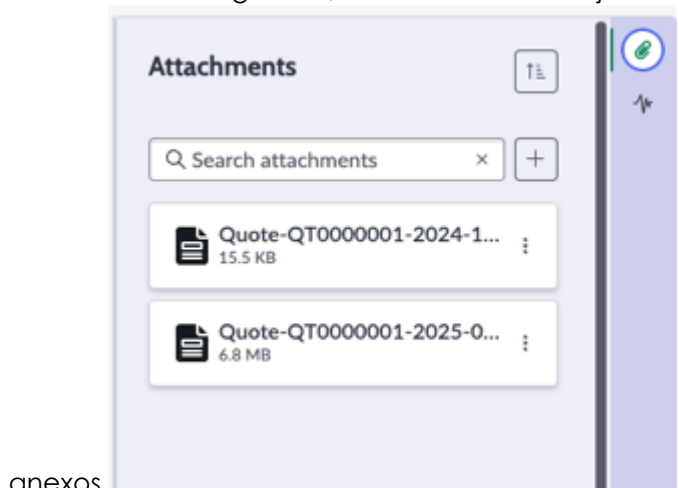 Attachments
Search attachments
Quote-QT0000001-2024-1...
15.5 KB
Quote-QT0000001-2025-0...
6.8 MB
anexos